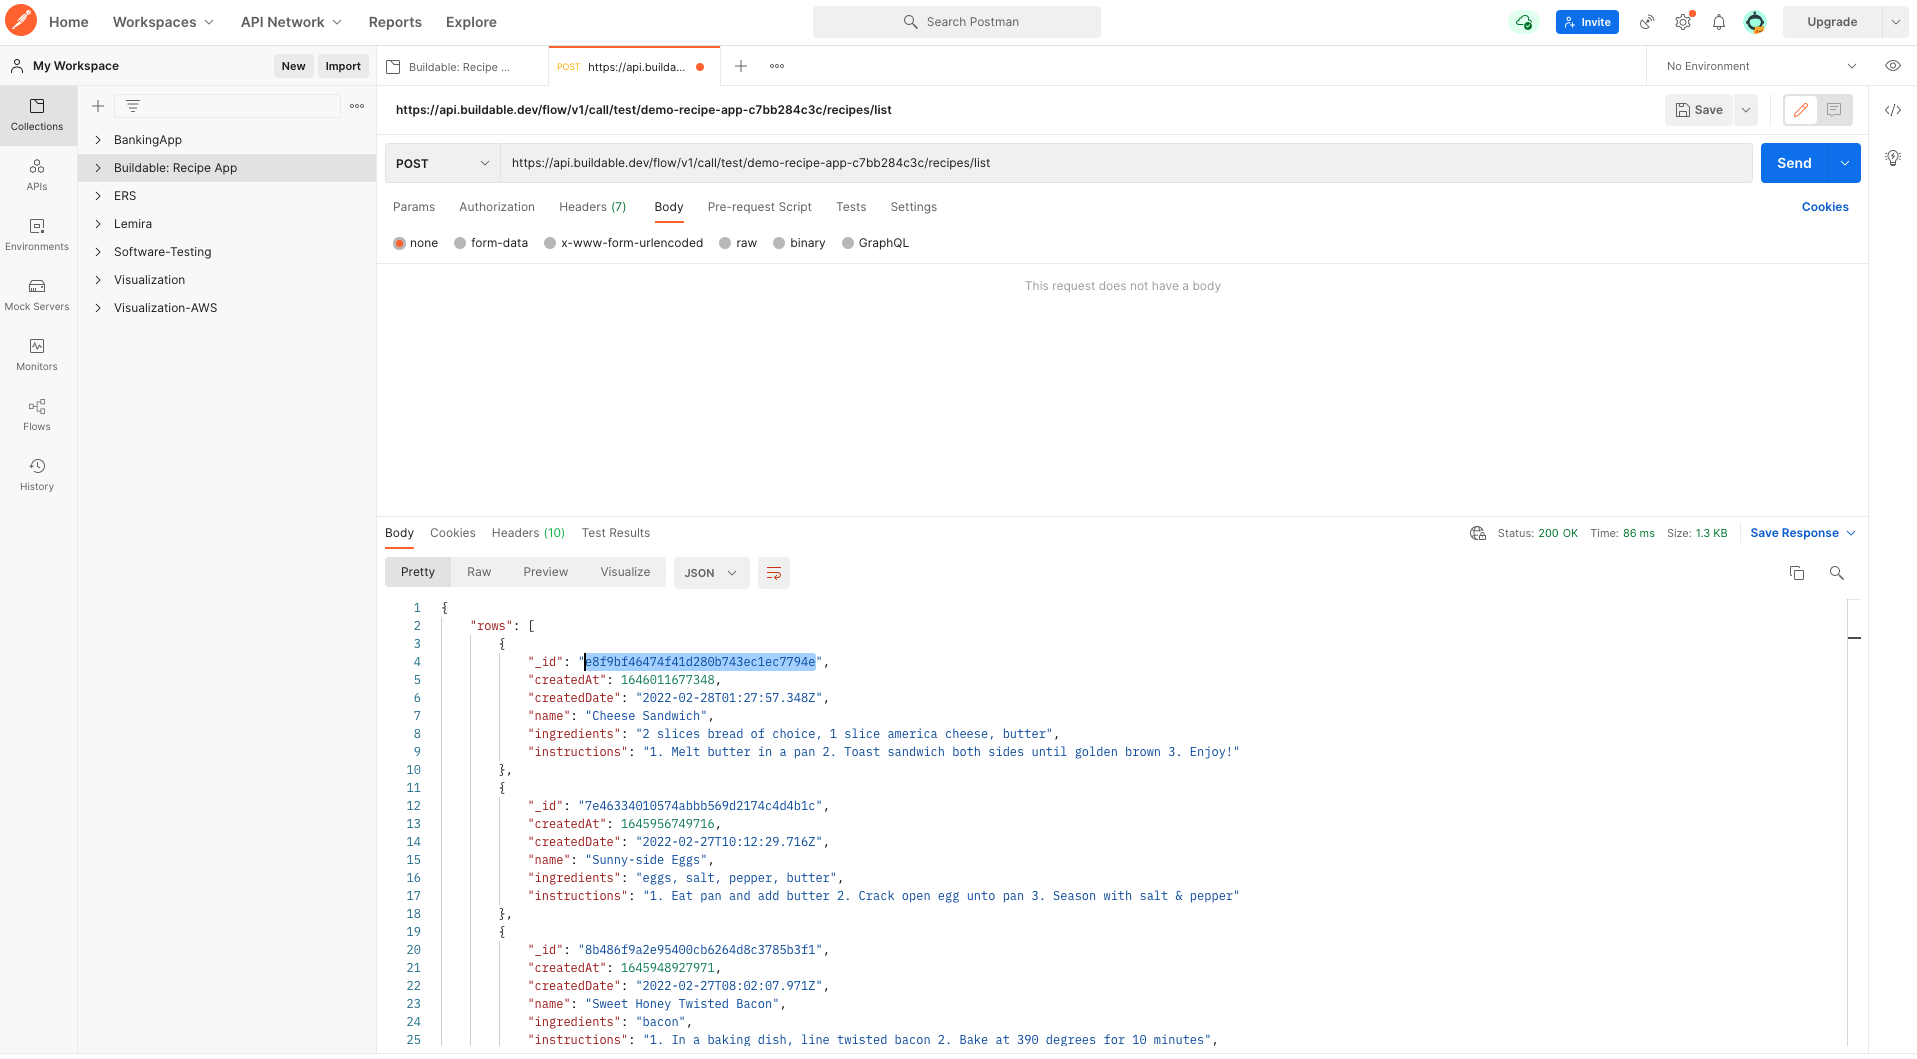 Home Workspaces API Network Reports Explore Search Postman Invite Upgrade
My Workspace New Import Buildable: Recipe ... POST https://api.builda... No Environment
Collections
APIs
Environments
Mock Servers
Monitors
Flows
History
BankingApp
Buildable: Recipe App
ERS
Lemira
Software-Testing
Visualization
Visualization-AWS
https://api.buildable.dev/flow/v1/call/test/demo-recipe-app-c7bb284c3c/recipes/list Save
POST https://api.buildable.dev/flow/v1/call/test/demo-recipe-app-c7bb284c3c/recipes/list Send
Params Authorization Headers (7) Body Pre-request Script Tests Settings Cookies
none form-data x-www-form-urlencoded raw binary GraphQL
This request does not have a body
Body Cookies Headers (10) Test Results Status: 200 OK Time: 86 ms Size: 1.3 KB Save Response
Pretty Raw Preview Visualize JSON
1 {
2 "rows": [
3 {
4 "_id": "e8f9bf46474f41d280b743ec1ec7794e",
5 "createdAt": 1646011677348,
6 "createdDate": "2022-02-28T01:27:57.348Z",
7 "name": "Cheese Sandwich",
8 "ingredients": "2 slices bread of choice, 1 slice america cheese, butter",
9 "instructions": "1. Melt butter in a pan 2. Toast sandwich both sides until golden brown 3. Enjoy!"
10 },
11 {
12 "_id": "7e46334010574abbb569d2174c4d4b1c",
13 "createdAt": 1645956749716,
14 "createdDate": "2022-02-27T10:12:29.716Z",
15 "name": "Sunny-side Eggs",
16 "ingredients": "eggs, salt, pepper, butter",
17 "instructions": "1. Eat pan and add butter 2. Crack open egg unto pan 3. Season with salt & pepper"
18 },
19 {
20 "_id": "8b486f9a2e95400cb6264d8c3785b3f1",
21 "createdAt": 1645948927971,
22 "createdDate": "2022-02-27T08:02:07.971Z",
23 "name": "Sweet Honey Twisted Bacon",
24 "ingredients": "bacon",
25 "instructions": "1. In a baking dish, line twisted bacon 2. Bake at 390 degrees for 10 minutes",